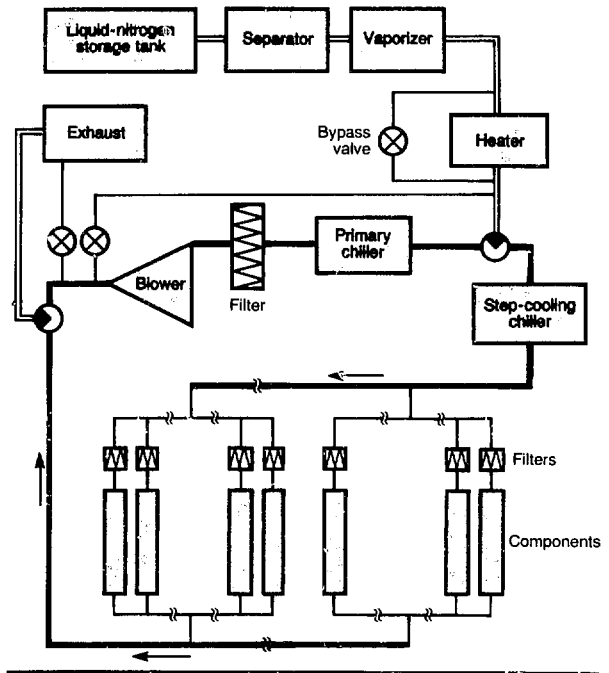 Liquid-nitrogen
storage tank
Separator
Vaporizer
Exhaust
Bypass
valve
Heater
Primary
chiller
Blower
Filter
Step-cooling
chiller
Filters
Components